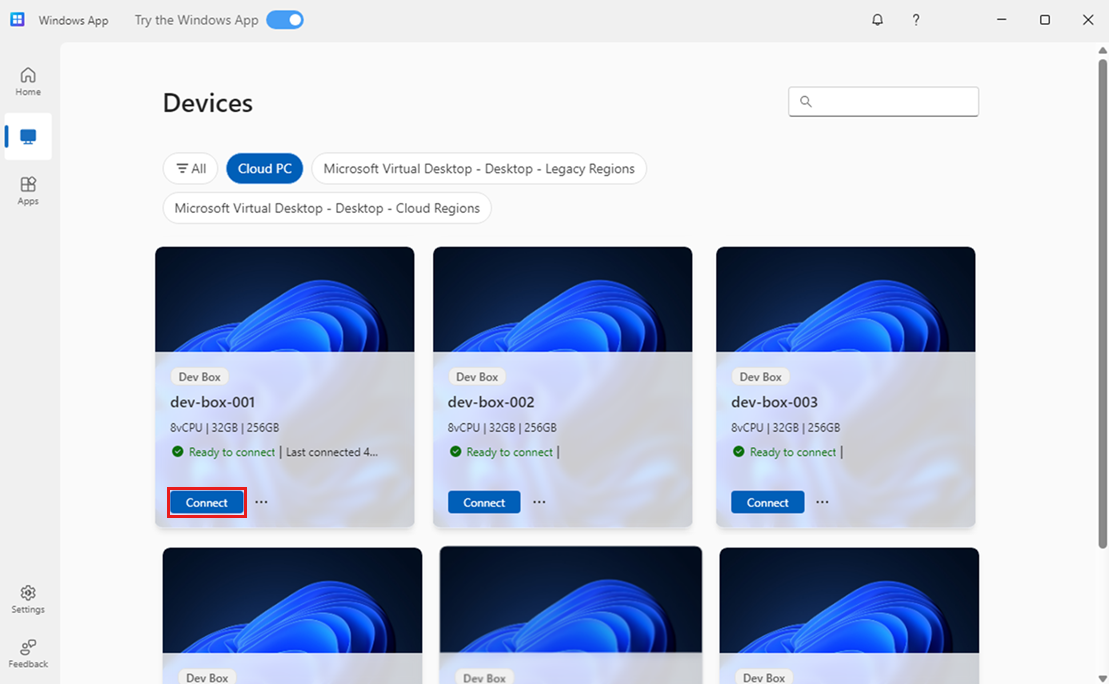 Windows App Try the Windows App ?
Home
Apps
Settings
Feedback
Devices
All Cloud PC Microsoft Virtual Desktop - Desktop - Legacy Regions
Microsoft Virtual Desktop - Desktop - Cloud Regions
Dev Box
dev-box-001
8vCPU | 32GB | 256GB
Ready to connect | Last connected 4...
Connect ...
Dev Box
dev-box-002
8vCPU | 32GB | 256GB
Ready to connect |
Connect ...
Dev Box
dev-box-003
8vCPU | 32GB | 256GB
Ready to connect |
Connect ...
Dev Box
Dev Box
Dev Box